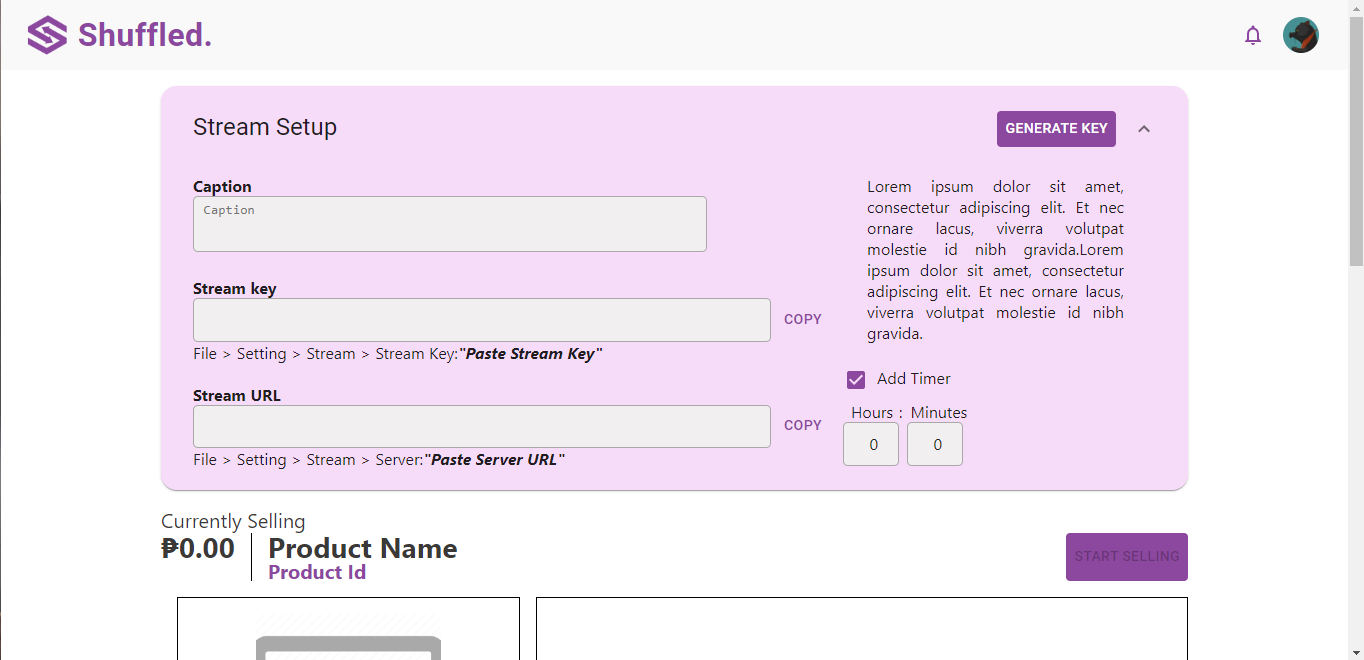 Shuffled.
Stream Setup
GENERATE KEY
Caption
Caption
Stream key
COPY
File > Setting > Stream > Stream Key:"Paste Stream Key"
Stream URL
COPY
File > Setting > Stream > Server:"Paste Server URL"
Lorem ipsum dolor sit amet,
consectetur adipiscing elit. Et nec
ornare lacus, viverra volutpat
molestie id nibh gravida.Lorem
ipsum dolor sit amet, consectetur
adipiscing elit. Et nec ornare lacus,
viverra volutpat molestie id nibh
gravida.
Add Timer
Hours : Minutes
0 0
Currently Selling
₱0.00
Product Name
Product Id
START SELLING